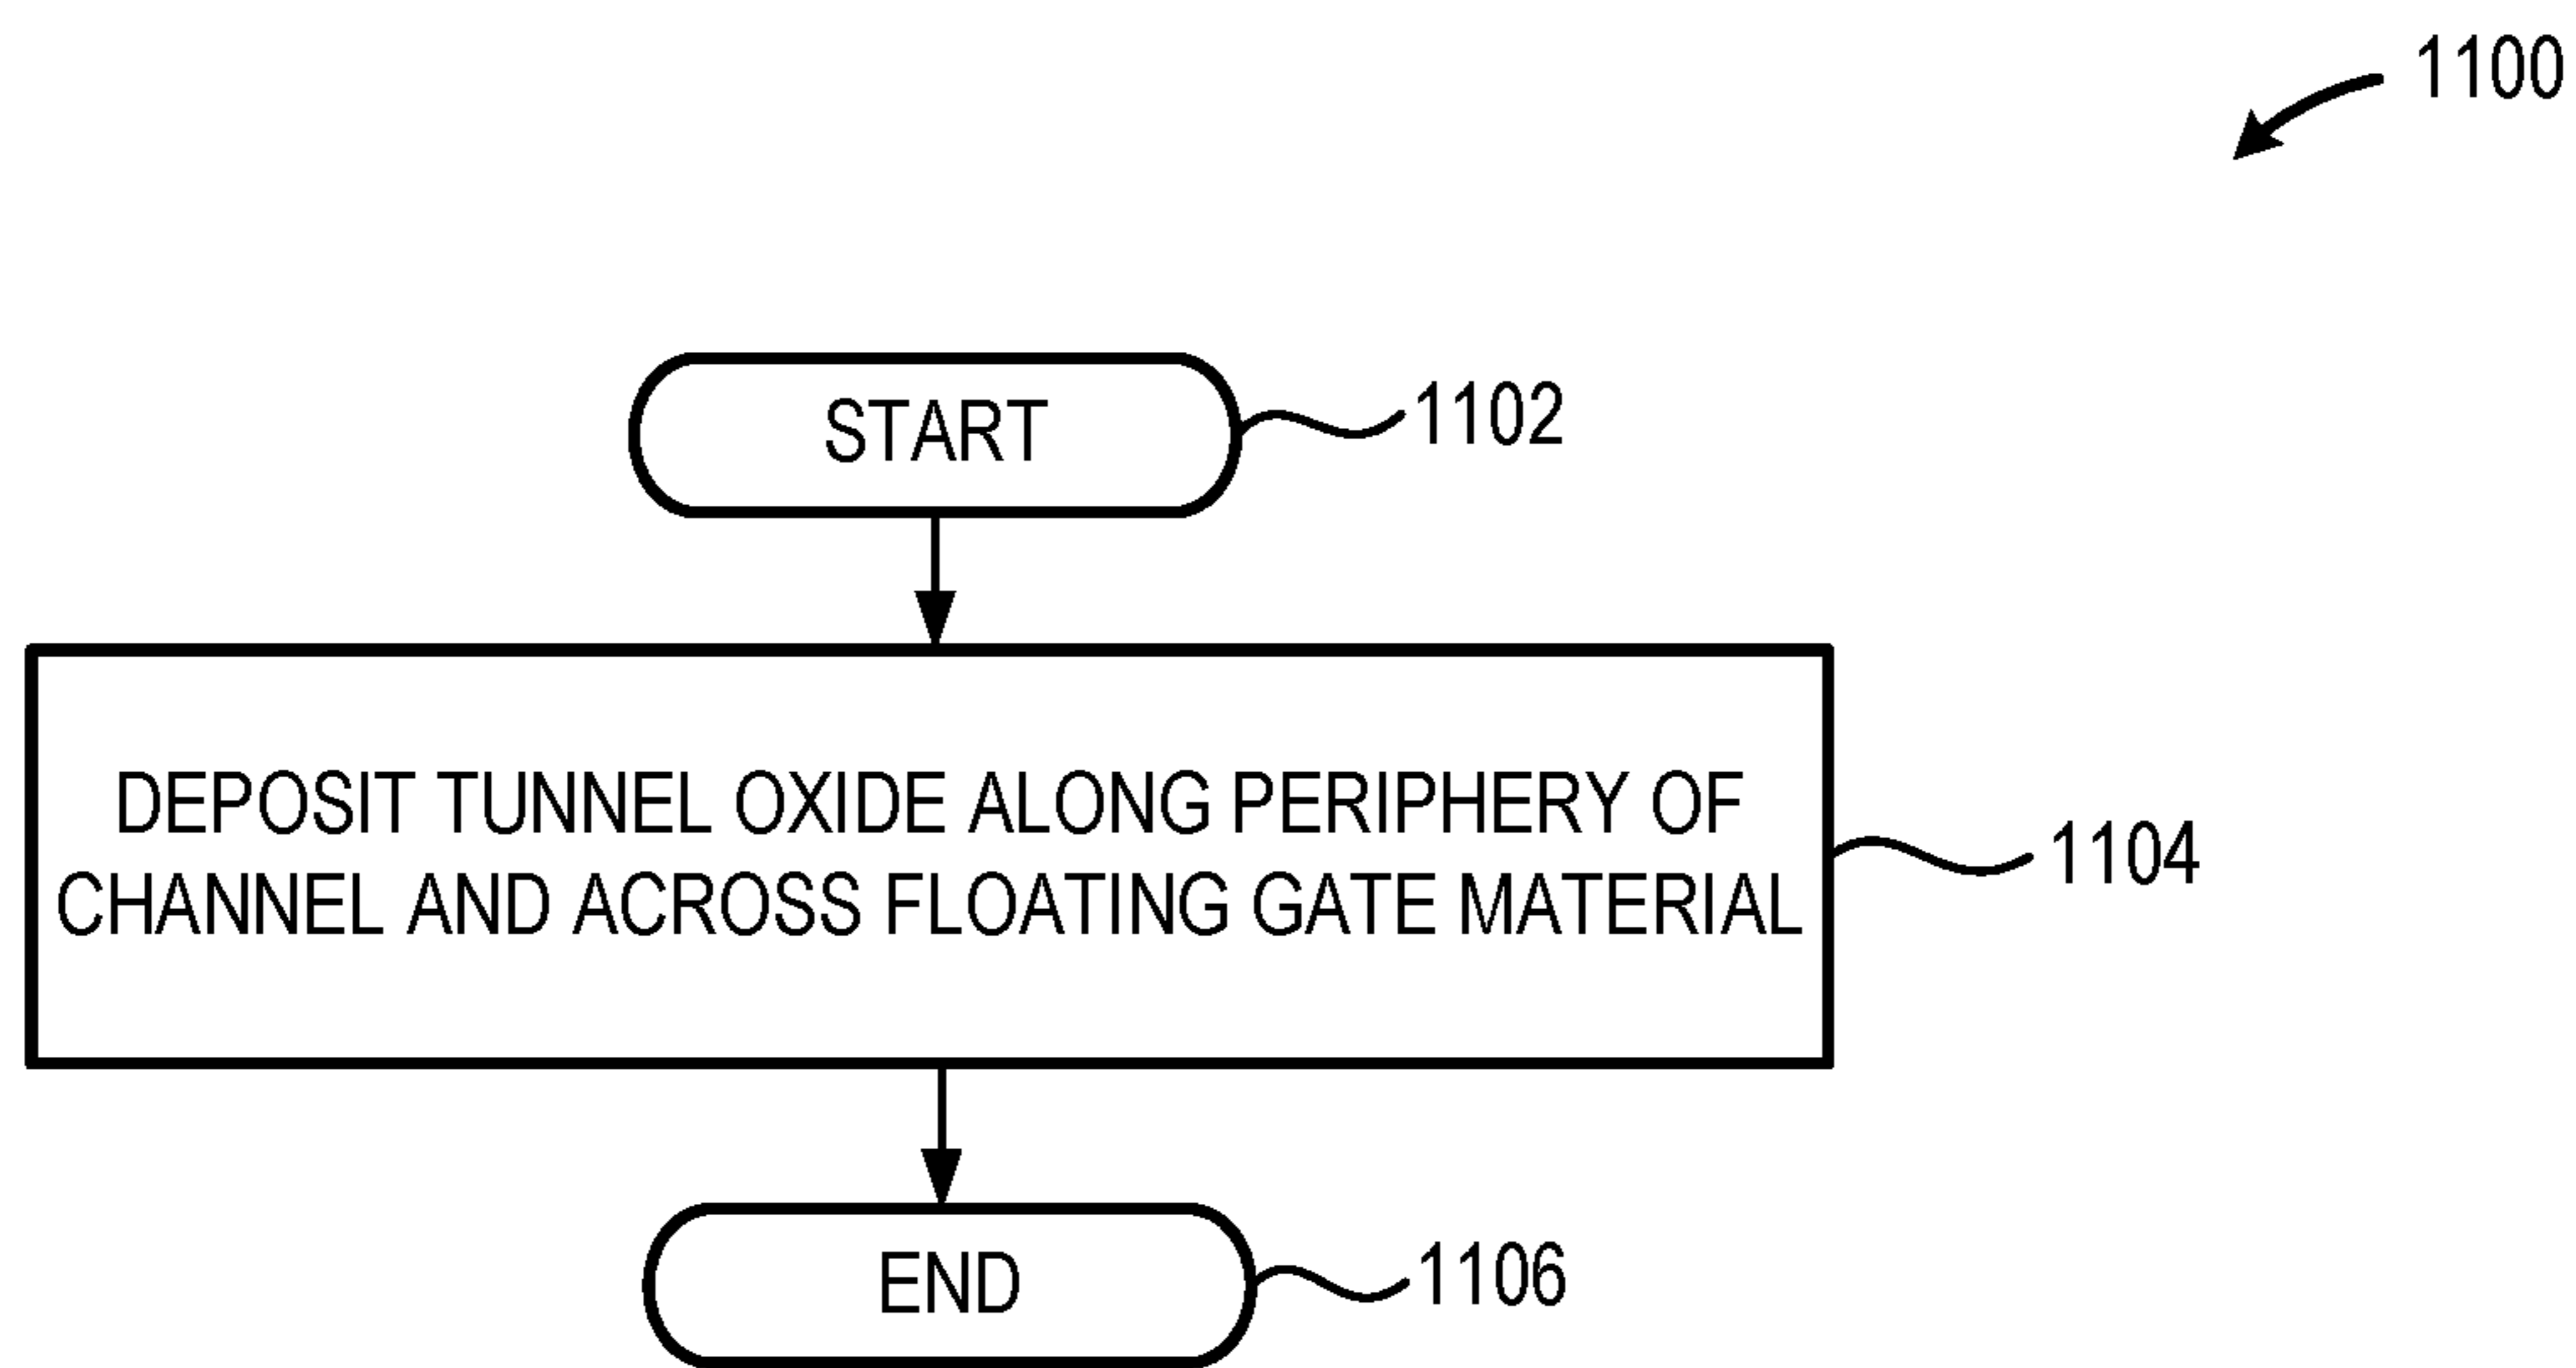 1100
START
1102
DEPOSIT TUNNEL OXIDE ALONG PERIPHERY OF
CHANNEL AND ACROSS FLOATING GATE MATERIAL
1104
END
1106